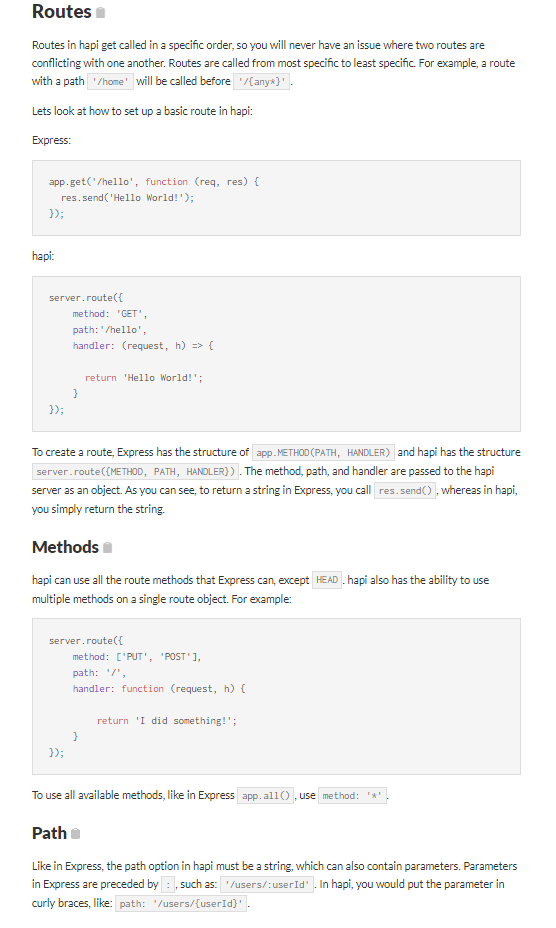 Routes
Routes in hapi get called in a specific order, so you will never have an issue where two routes are
conflicting with one another. Routes are called from most specific to least specific. For example, a route
with a path '/home' will be called before '/{any*}'.
Lets look at how to set up a basic route in hapi:
Express:
app.get('/hello', function (req, res) {
  res.send('Hello World!');
});
hapi:
server.route({
    method: 'GET',
    path:'/hello',
    handler: (request, h) => {
      return 'Hello World!';
    }
});
To create a route, Express has the structure of app.METHOD(PATH, HANDLER) and hapi has the structure
server.route({METHOD, PATH, HANDLER}). The method, path, and handler are passed to the hapi
server as an object. As you can see, to return a string in Express, you call res.send(), whereas in hapi,
you simply return the string.
Methods
hapi can use all the route methods that Express can, except HEAD. hapi also has the ability to use
multiple methods on a single route object. For example:
server.route({
    method: ['PUT', 'POST'],
    path: '/',
    handler: function (request, h) {
        return 'I did something!';
    }
});
To use all available methods, like in Express app.all(), use method: '*'.
Path
Like in Express, the path option in hapi must be a string, which can also contain parameters. Parameters
in Express are preceded by :, such as: '/users/:userId'. In hapi, you would put the parameter in
curly braces, like: path: '/users/{userId}'.